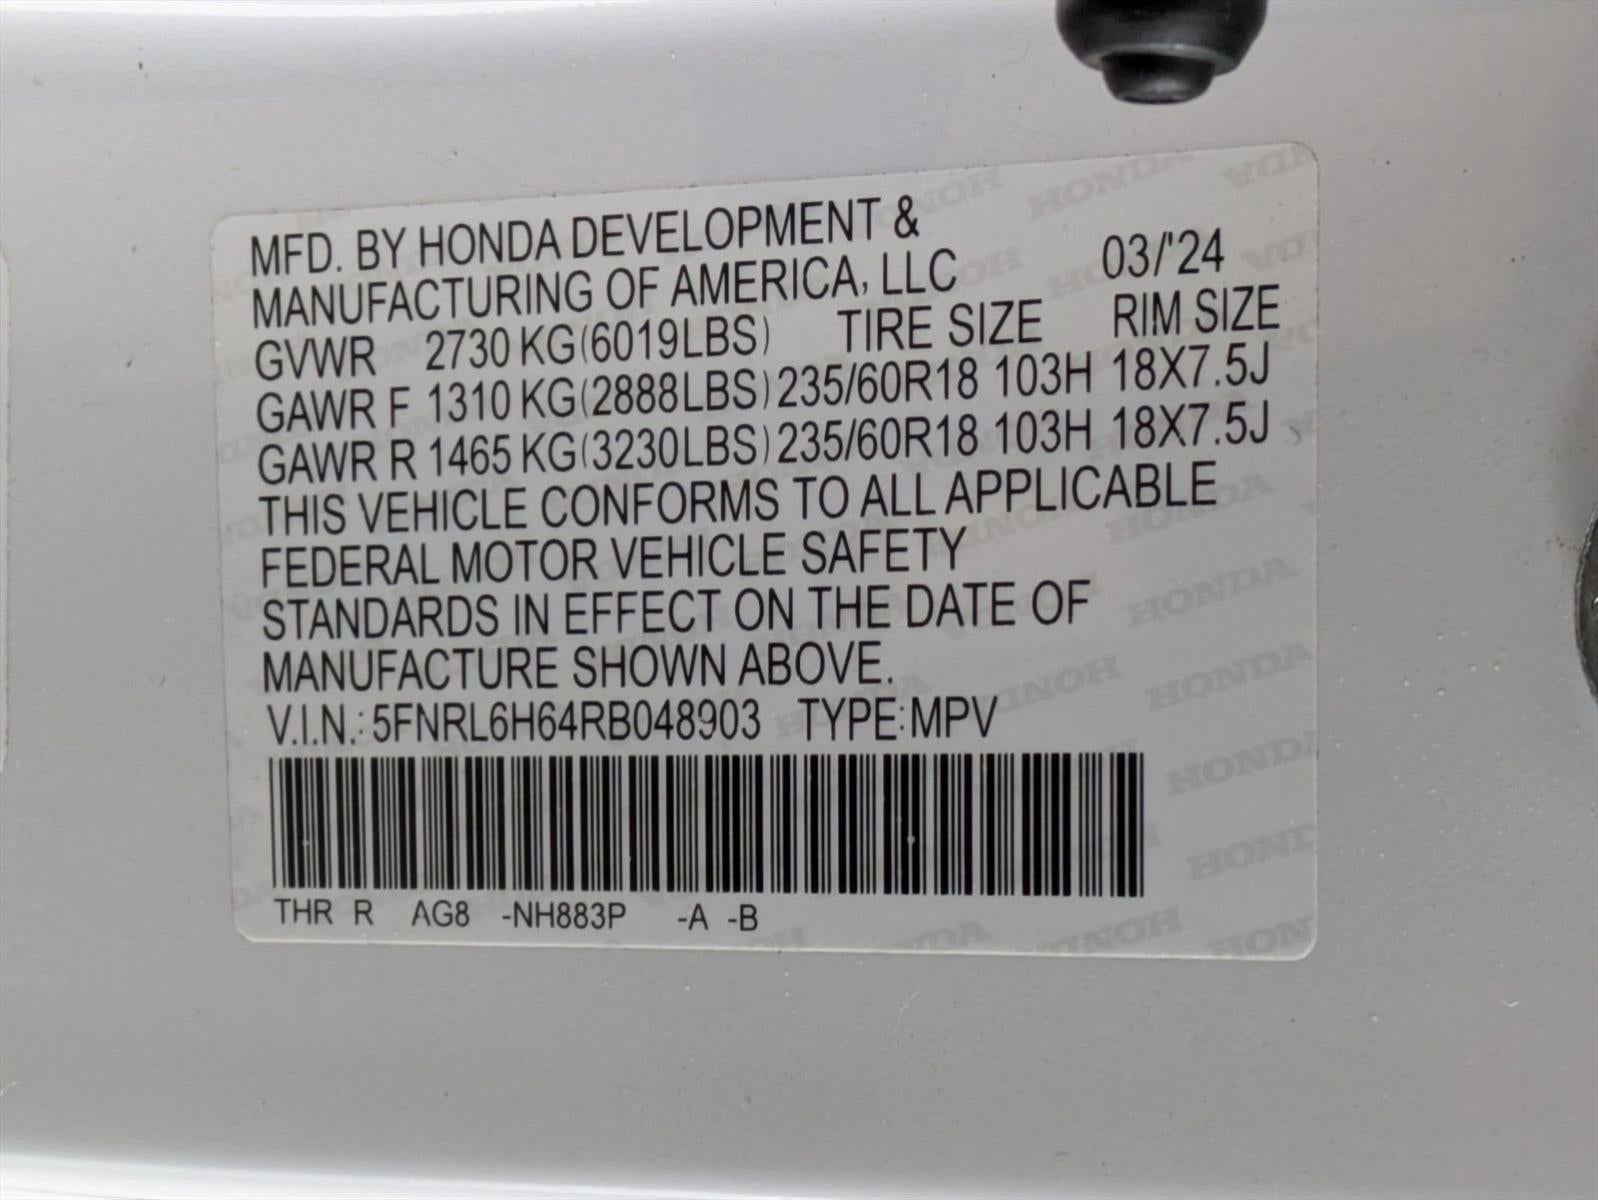 MFD. BY HONDA DEVELOPMENT &
MANUFACTURING OF AMERICA, LLC 03/'24
GVWR 2730 KG(6019LBS) TIRE SIZE RIM SIZE
GAWR F 1310 KG(2888LBS) 235/60R18 103H 18X7.5J
GAWR R 1465 KG(3230LBS) 235/60R18 103H 18X7.5J
THIS VEHICLE CONFORMS TO ALL APPLICABLE
FEDERAL MOTOR VEHICLE SAFETY
STANDARDS IN EFFECT ON THE DATE OF
MANUFACTURE SHOWN ABOVE.
V.I.N.: 5FNRL6H64RB048903 TYPE: MPV
THR R AG8 -NH883P -A -B